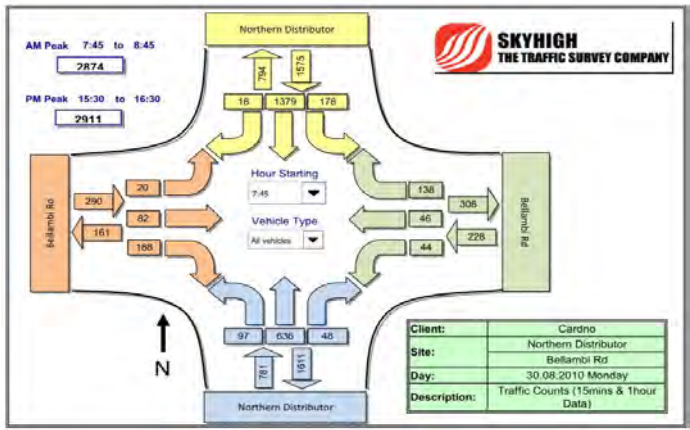 Northern Distributor
SKYHIGH
THE TRAFFIC SURVEY COMPANY
AM Peak 7:45 to 8:45
2874
PM Peak 15:30 to 16:30
2911
794
1575
18 1379 178
Hour Starting
7:45
Vehicle Type
All vehicles
Bellambi Rd
290
161
20
82
188
138
46
44
308
228
Bellambi Rd
97 636 48
781
1611
Northern Distributor
N
Client: Cardno
Site: Northern Distributor
Bellambi Rd
Day: 30.08.2010 Monday
Description: Traffic Counts (15mins & 1hour
Data)